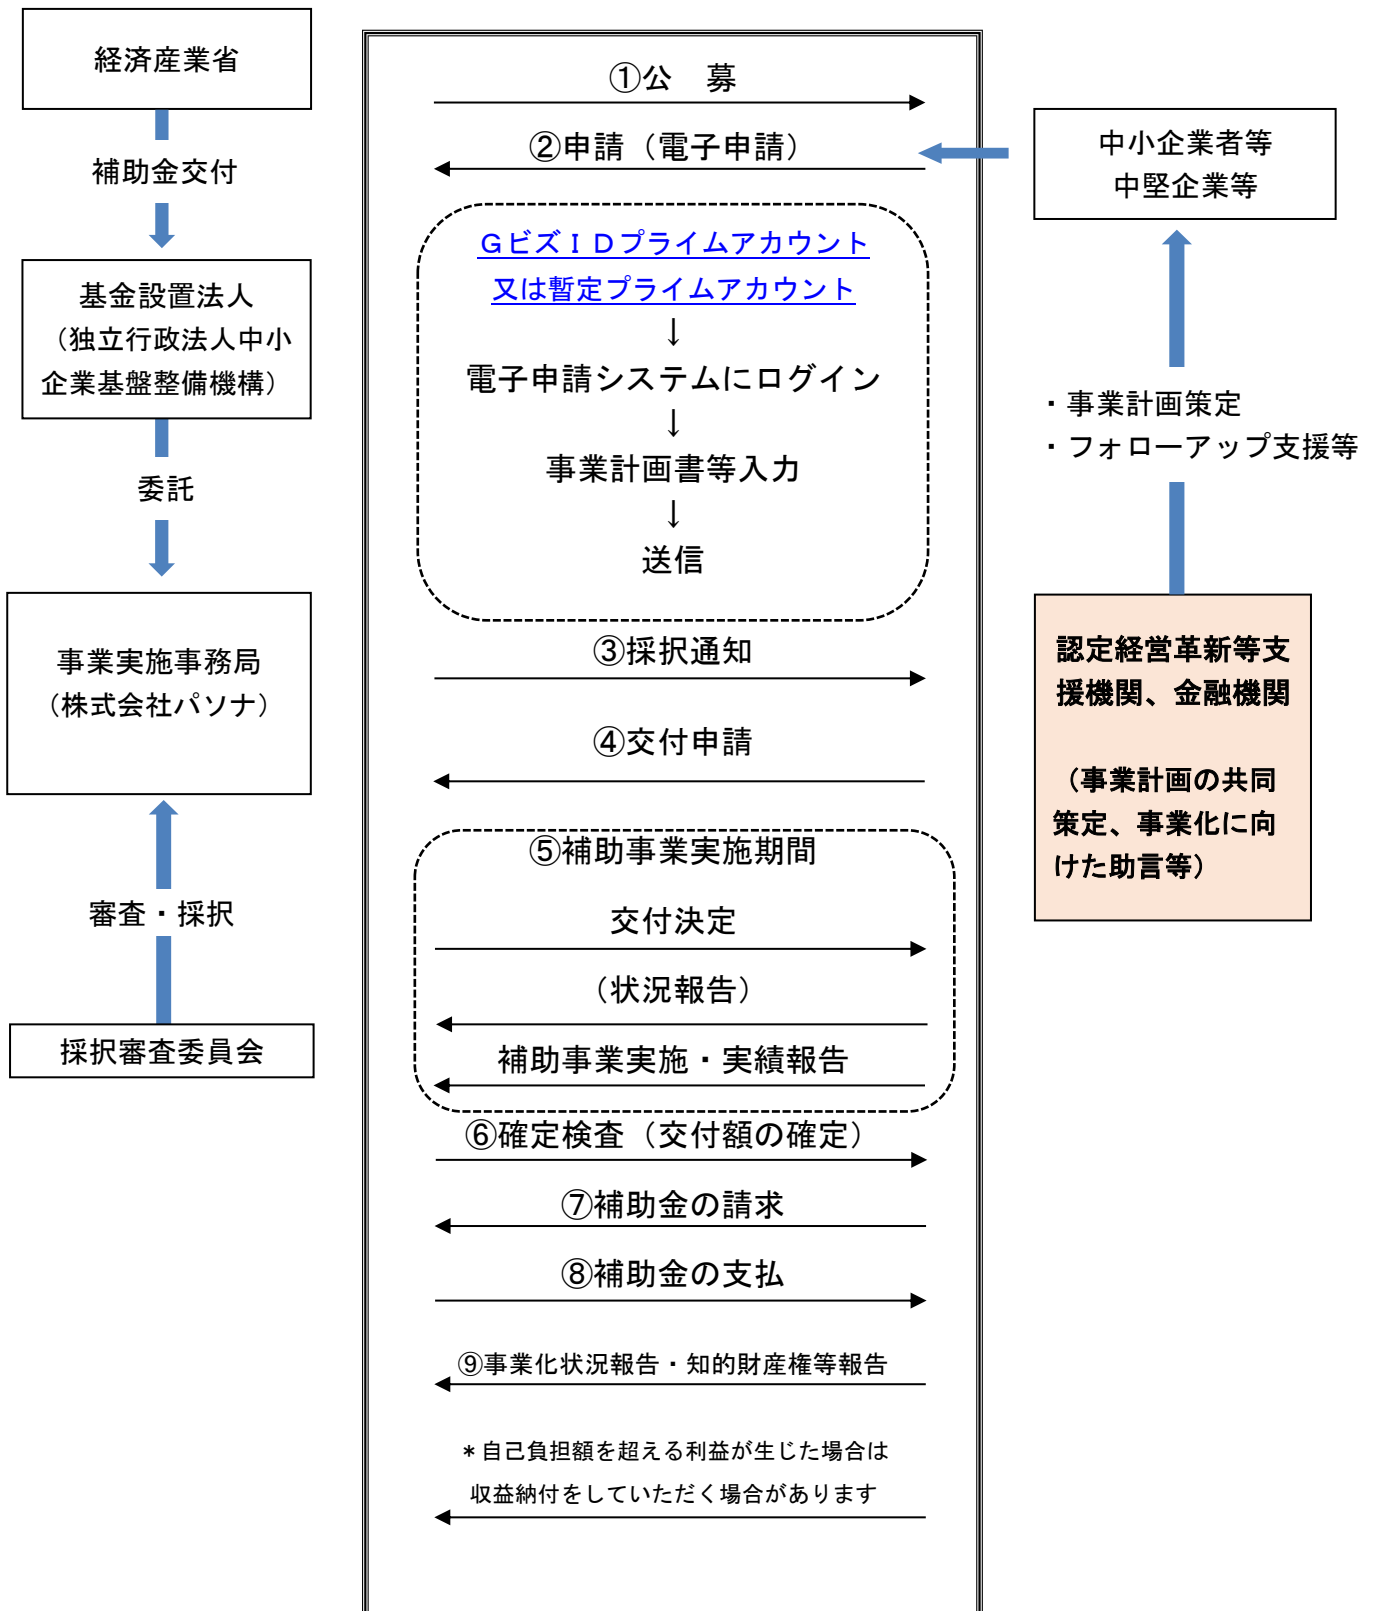 経済産業省
補助金交付
基金設置法人
（独立行政法人中小
企業基盤整備機構）
委託
事業実施事務局
（株式会社パソナ）
審査・採択
採択審査委員会
①公　募
②申請（電子申請）
ＧビズＩＤプライムアカウント
又は暫定プライムアカウント
↓
電子申請システムにログイン
↓
事業計画書等入力
↓
送信
③採択通知
④交付申請
⑤補助事業実施期間
交付決定
（状況報告）
補助事業実施・実績報告
⑥確定検査（交付額の確定）
⑦補助金の請求
⑧補助金の支払
⑨事業化状況報告・知的財産権等報告
＊自己負担額を超える利益が生じた場合は
収益納付をしていただく場合があります
中小企業者等
中堅企業等
・事業計画策定
・フォローアップ支援等
認定経営革新等支
援機関、金融機関
（事業計画の共同
策定、事業化に向
けた助言等）